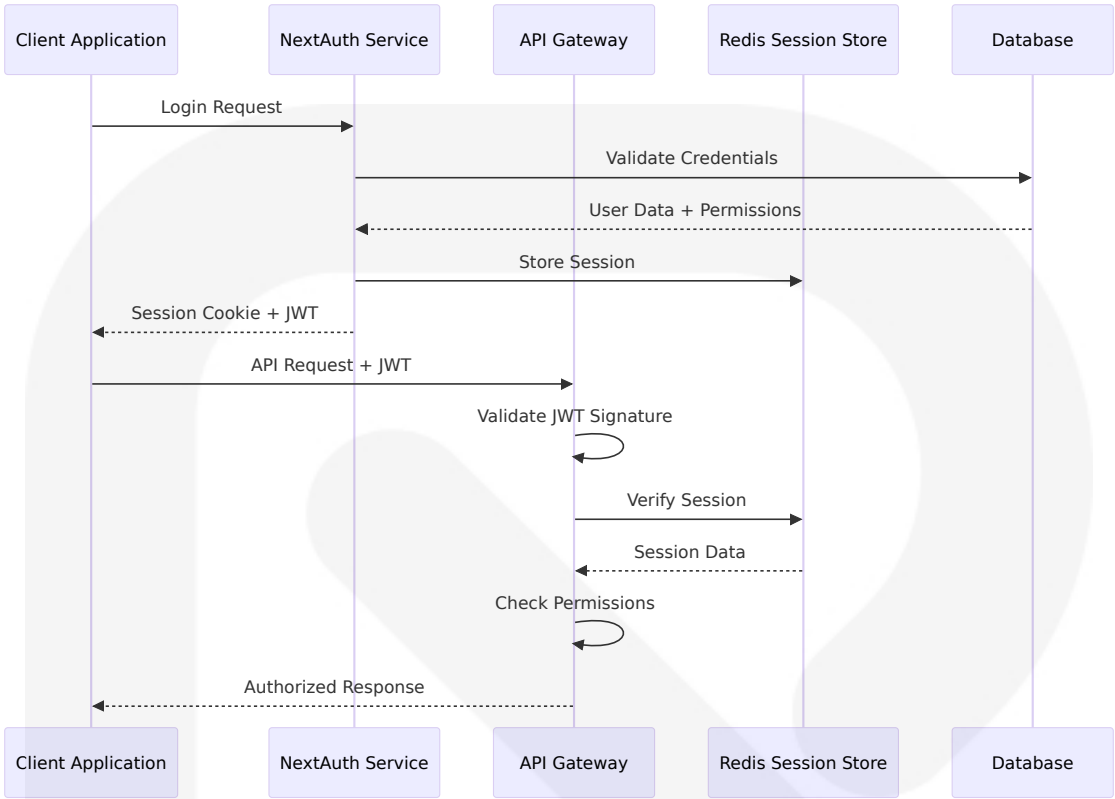 Client Application
NextAuth Service
API Gateway
Redis Session Store
Database
Login Request
Validate Credentials
User Data + Permissions
Store Session
Session Cookie + JWT
API Request + JWT
Validate JWT Signature
Verify Session
Session Data
Check Permissions
Authorized Response
Client Application
NextAuth Service
API Gateway
Redis Session Store
Database